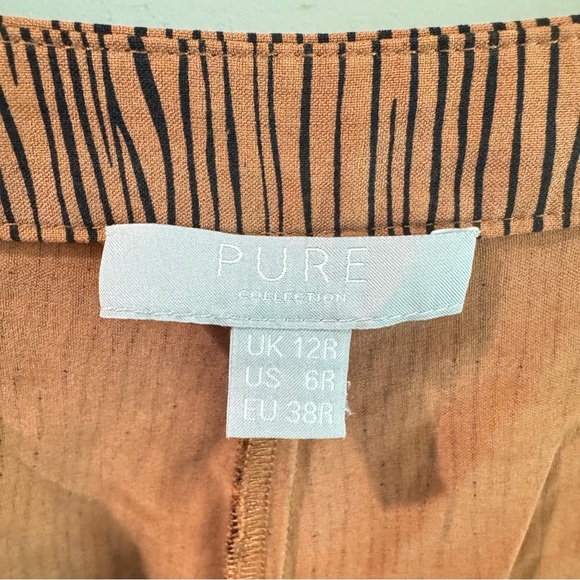 PURE
COLLECTION
UK 12R
US 6R
EU 38R